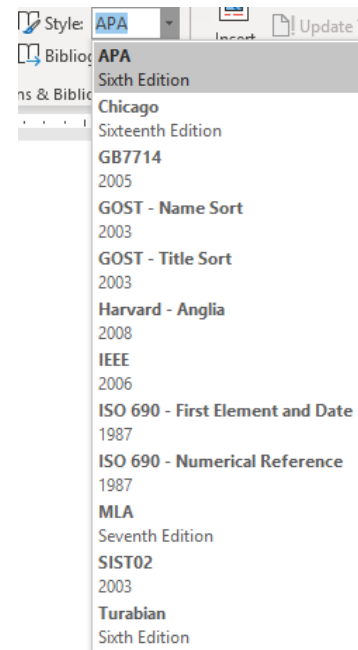 Style: APA
Insert
Update
Bibliog
ns & Biblio
APA
Sixth Edition
Chicago
Sixteenth Edition
GB7714
2005
GOST - Name Sort
2003
GOST - Title Sort
2003
Harvard - Anglia
2008
IEEE
2006
ISO 690 - First Element and Date
1987
ISO 690 - Numerical Reference
1987
MLA
Seventh Edition
SIST02
2003
Turabian
Sixth Edition